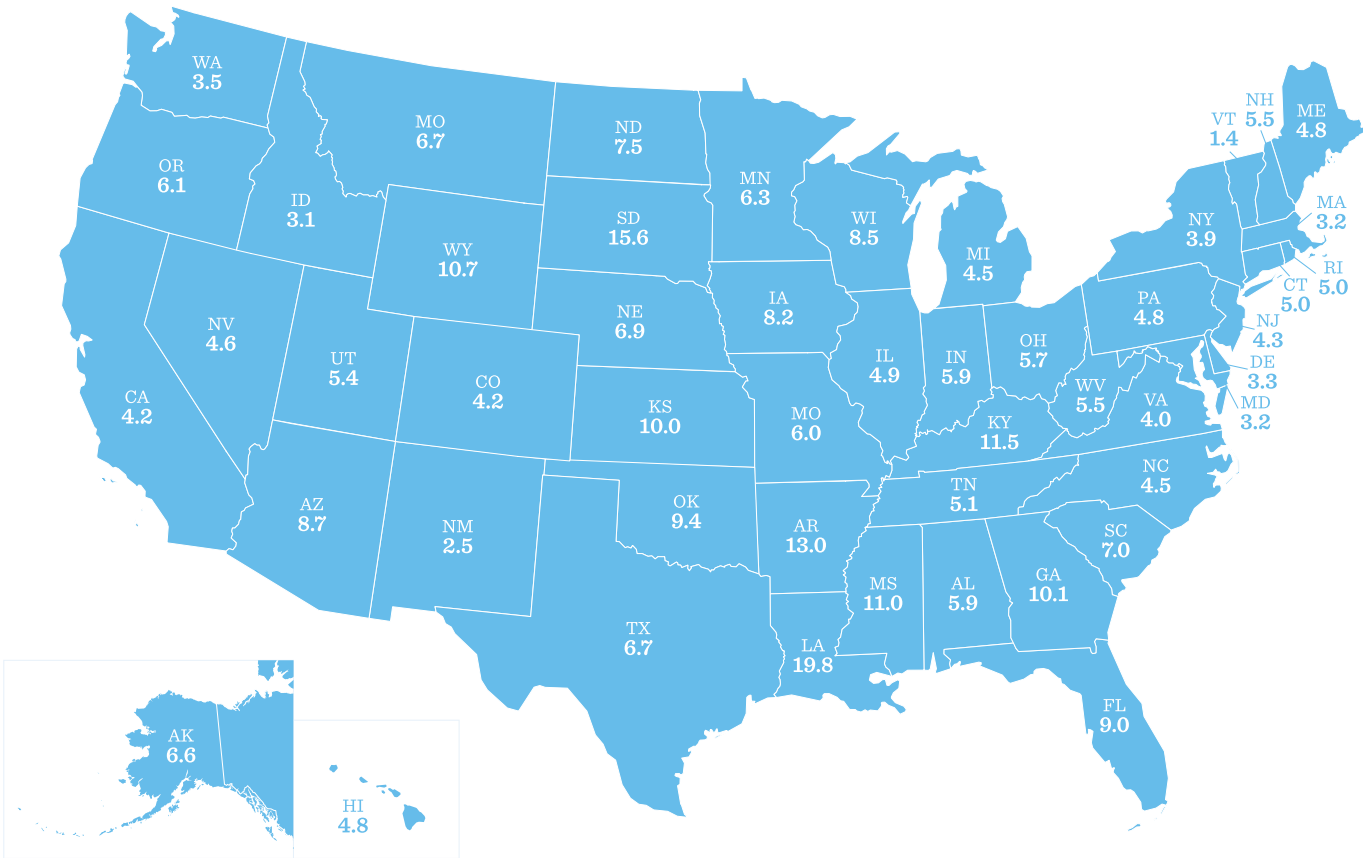 WA
3.5
MO
6.7
ND
7.5
MN
6.3
OR
6.1
ID
3.1
WY
10.7
SD
15.6
WI
8.5
MI
4.5
NH
5.5
VT
1.4
ME
4.8
NY
3.9
MA
3.2
RI
5.0
CT
5.0
NV
4.6
UT
5.4
CO
4.2
NE
6.9
IA
8.2
IL
4.9
IN
5.9
OH
5.7
PA
4.8
NJ
4.3
DE
3.3
MD
3.2
CA
4.2
KS
10.0
MO
6.0
KY
11.5
WV
5.5
VA
4.0
AZ
8.7
NM
2.5
OK
9.4
AR
13.0
TN
5.1
NC
4.5
SC
7.0
TX
6.7
LA
19.8
MS
11.0
AL
5.9
GA
10.1
FL
9.0
AK
6.6
HI
4.8